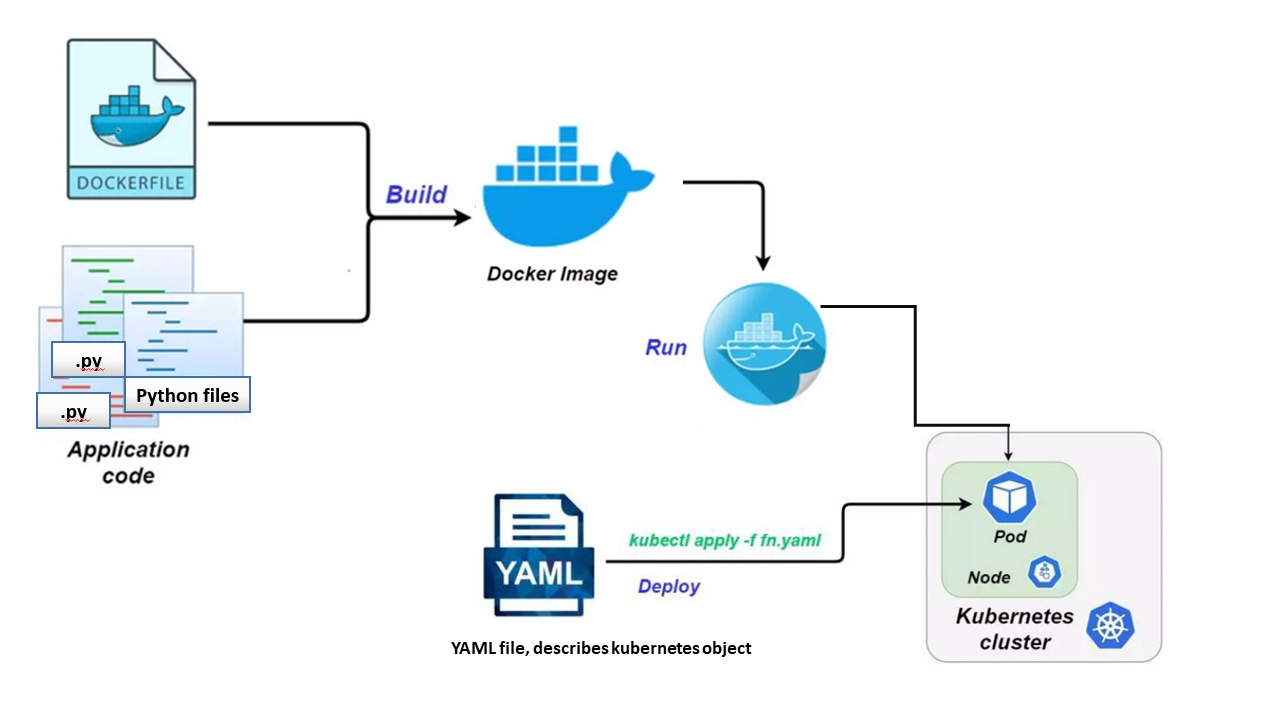 DOCKERFILE
Build
Docker Image
.py
Python files
.py
Application
code
Run
YAML
kubectl apply -f fn.yaml
Deploy
YAML file, describes kubernetes object
Pod
Node
Kubernetes
cluster